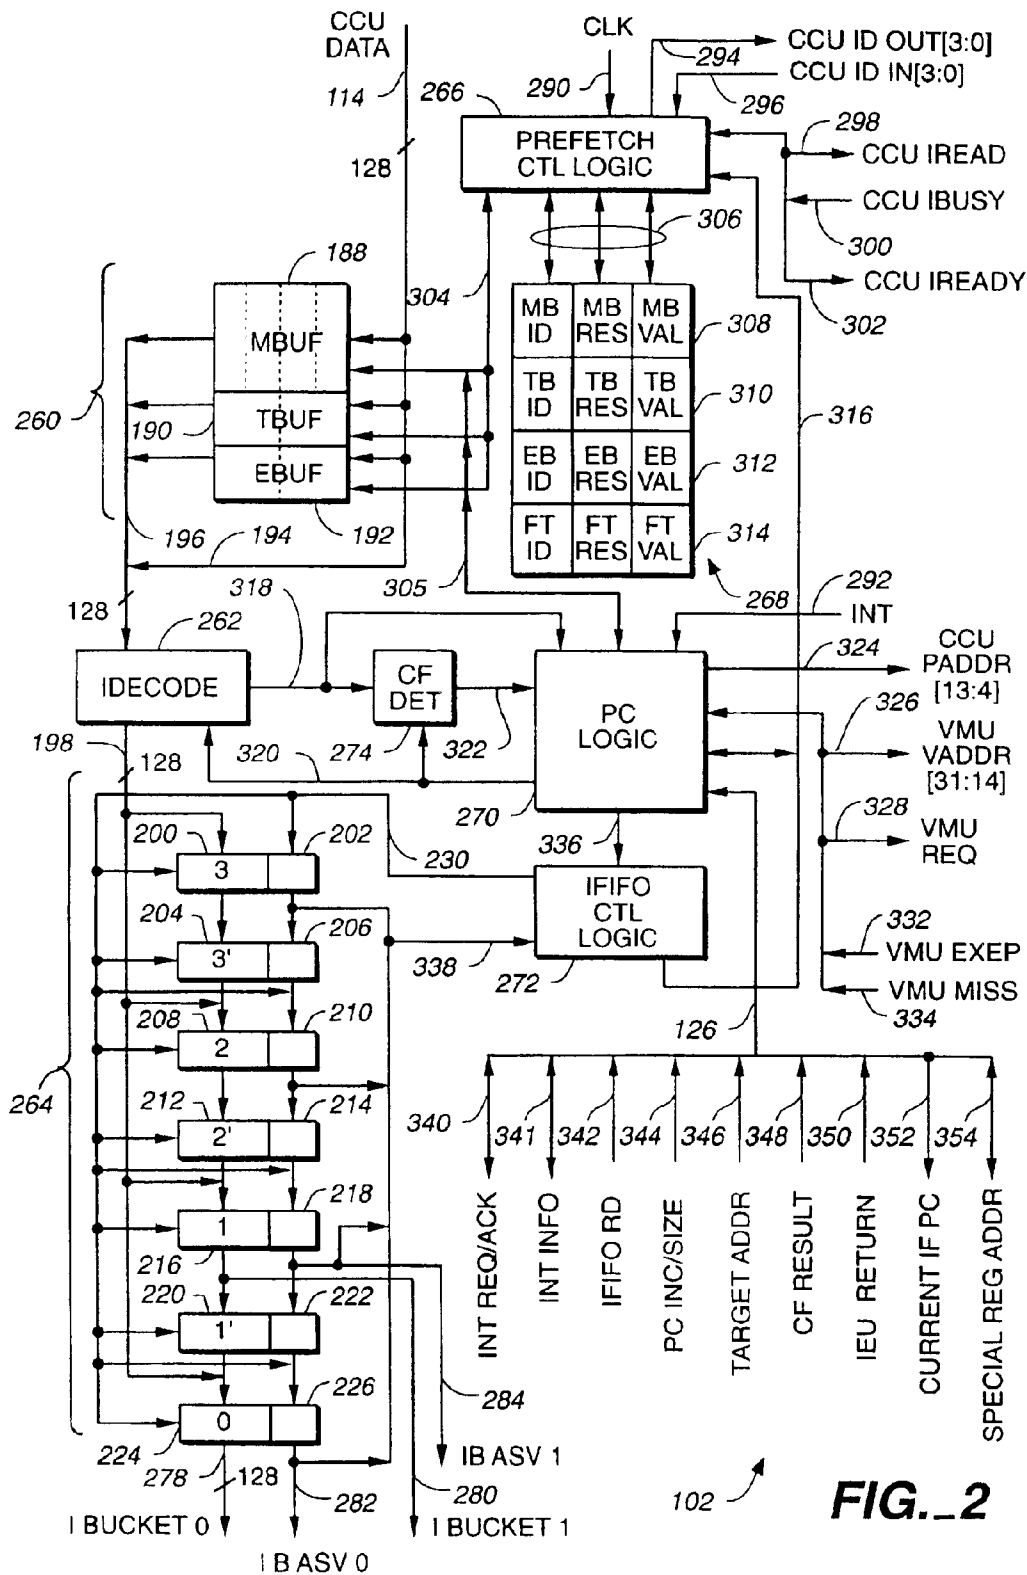 CCU
DATA
CLK
CCU ID OUT[3:0]
294
CCU ID IN[3:0]
114
266
290
296
PREFETCH
CTL LOGIC
298
CCU IREAD
128
CCU IBUSY
306
300
188
304
CCU IREADY
302
MBUF
MB ID
MB RES
MB VAL
308
260
190
TBUF
TB ID
TB RES
TB VAL
310
316
EBUF
EB ID
EB RES
EB VAL
312
196
194
192
FT ID
FT RES
FT VAL
314
318
305
268
292
INT
128
262
IDECODE
CF
DET
PC
LOGIC
324
CCU
PADDR
[13:4]
326
VMU
VADDR
[31:14]
198
128
320
274
322
270
328
VMU
REQ
200
202
230
336
3
IFIFO
CTL
LOGIC
204
206
338
272
332
VMU EXEP
3'
VMU MISS
334
208
210
126
2
264
212
214
340
341
342
344
346
348
350
352
354
2'
218
1
216
INT REQ/ACK
INT INFO
IFIFO RD
PC INC/SIZE
TARGET ADDR
CF RESULT
IEU RETURN
CURRENT IF PC
SPECIAL REG ADDR
220
222
1'
226
284
0
224
278
128
282
IB ASV 1
280
102
I BUCKET 0
I BUCKET 1
I B ASV 0
FIG._2